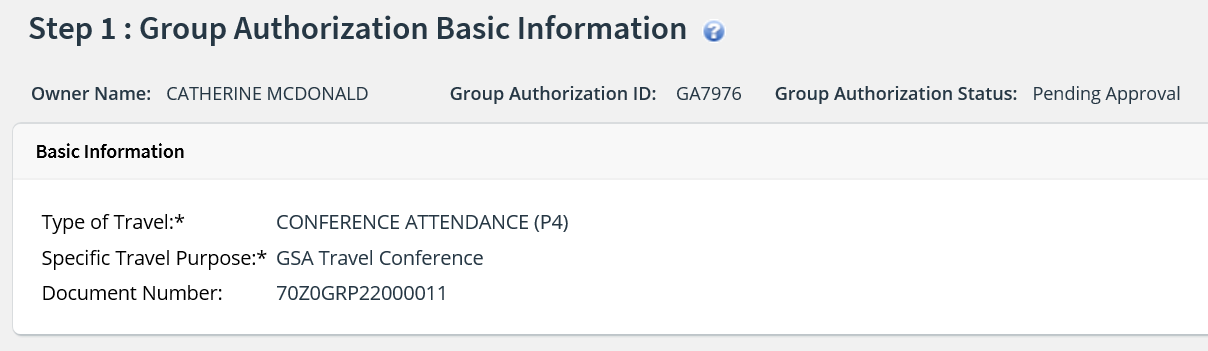 Step 1 : Group Authorization Basic Information ?
Owner Name: CATHERINE MCDONALD Group Authorization ID: GA7976 Group Authorization Status: Pending Approval
Basic Information
Type of Travel:* CONFERENCE ATTENDANCE (P4)
Specific Travel Purpose:* GSA Travel Conference
Document Number: 70Z0GRP22000011